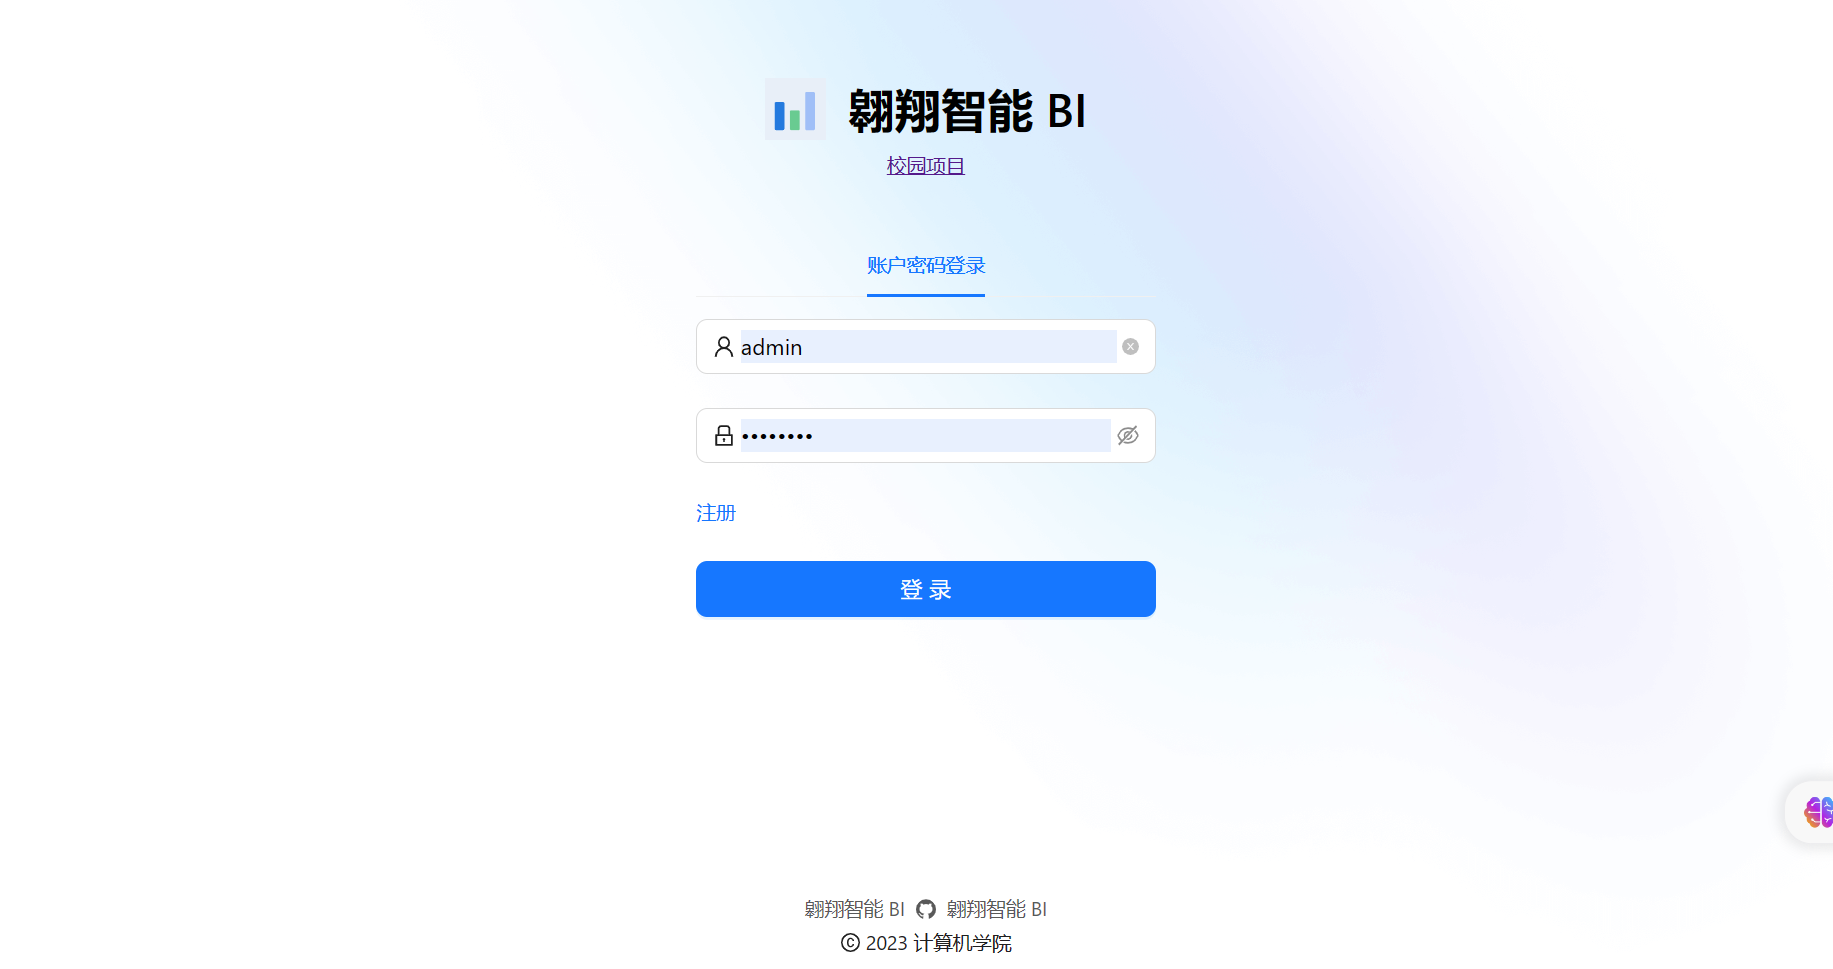 翱翔智能 BI
校园项目
账户密码登录
admin
••••••••
注册
登 录
翱翔智能 BI 翱翔智能 BI
© 2023 计算机学院